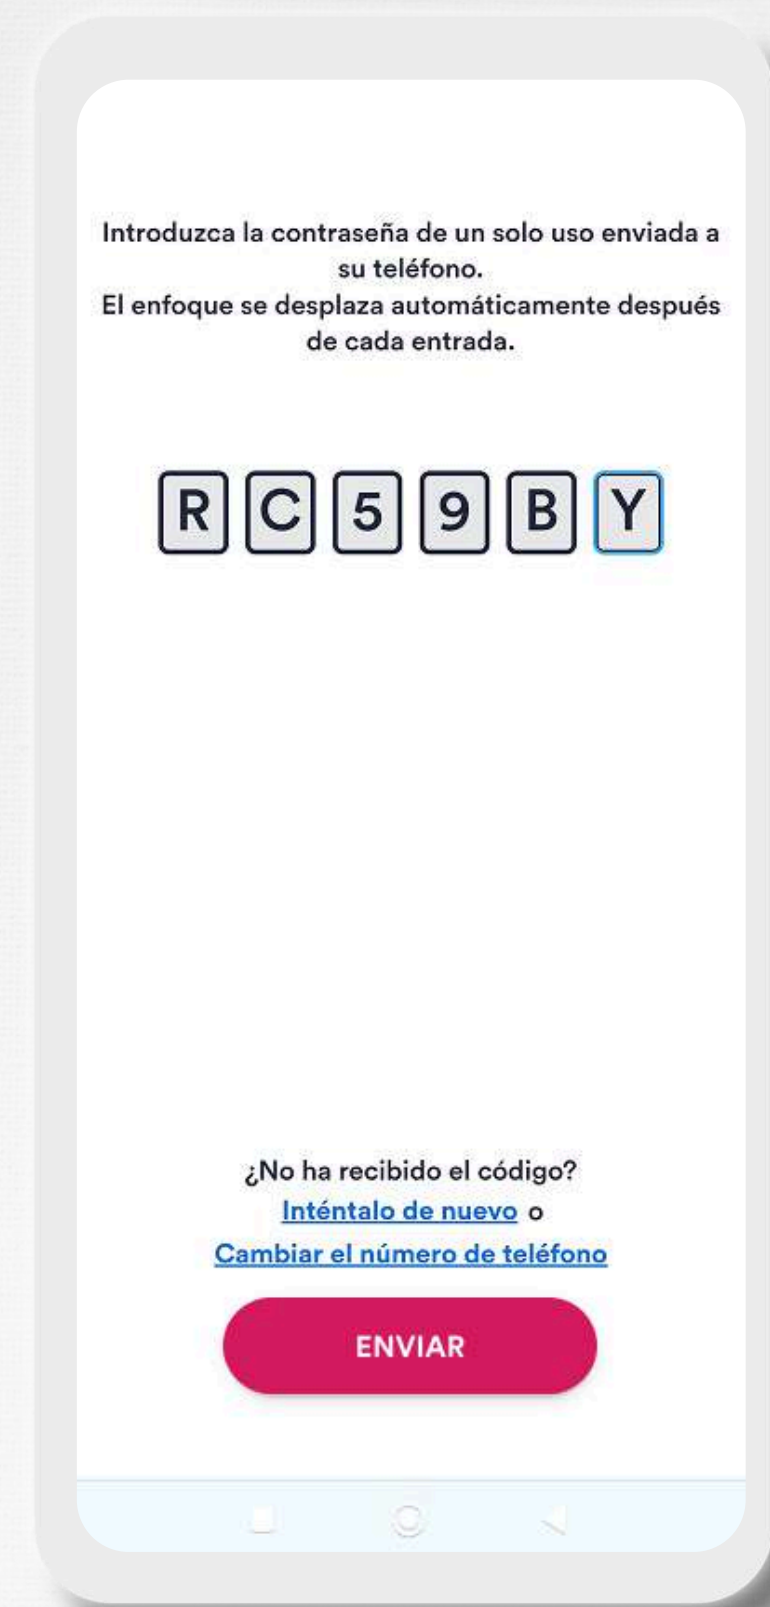 Introduzca la contraseña de un solo uso enviada a
su teléfono.
El enfoque se desplaza automáticamente después
de cada entrada.
R C 5 9 B Y
¿No ha recibido el código?
Inténtalo de nuevo o
Cambiar el número de teléfono
ENVIAR